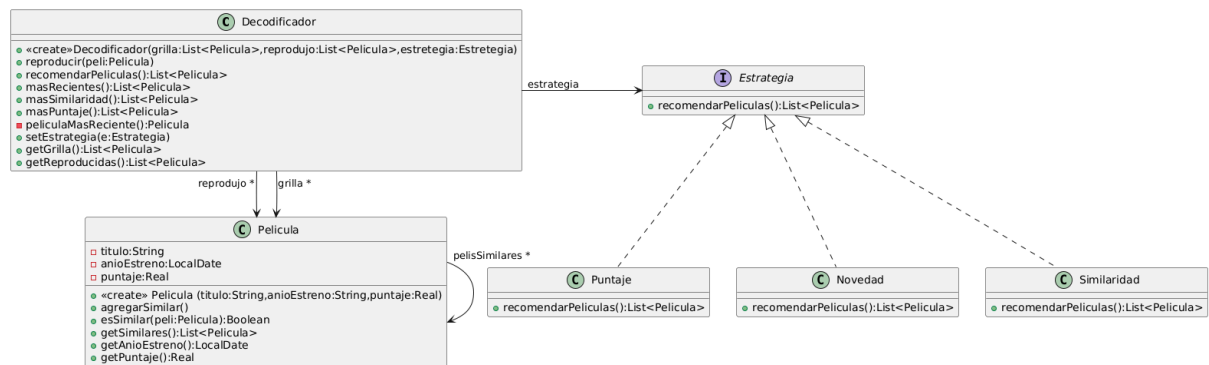 C Decodificador
«create»Decodificador(grilla:List<Pelicula>,reprodujo:List<Pelicula>,estretegia:Estretegia)
reproducir(peli:Pelicula)
recomendarPeliculas():List<Pelicula>
masRecientes():List<Pelicula>
masSimilaridad():List<Pelicula>
masPuntaje():List<Pelicula>
peliculaMasReciente():Pelicula
setEstrategia(e:Estrategia)
getGrilla():List<Pelicula>
getReproducidas():List<Pelicula>
estrategia
I Estrategia
recomendarPeliculas():List<Pelicula>
reprodujo *
grilla *
C Pelicula
titulo:String
anioEstreno:LocalDate
puntaje:Real
«create» Pelicula (titulo:String,anioEstreno:String,puntaje:Real)
agregarSimilar()
esSimilar(peli:Pelicula):Boolean
getSimilares():List<Pelicula>
getAnioEstreno():LocalDate
getPuntaje():Real
pelisSimilares *
C Puntaje
recomendarPeliculas():List<Pelicula>
C Novedad
recomendarPeliculas():List<Pelicula>
C Similaridad
recomendarPeliculas():List<Pelicula>